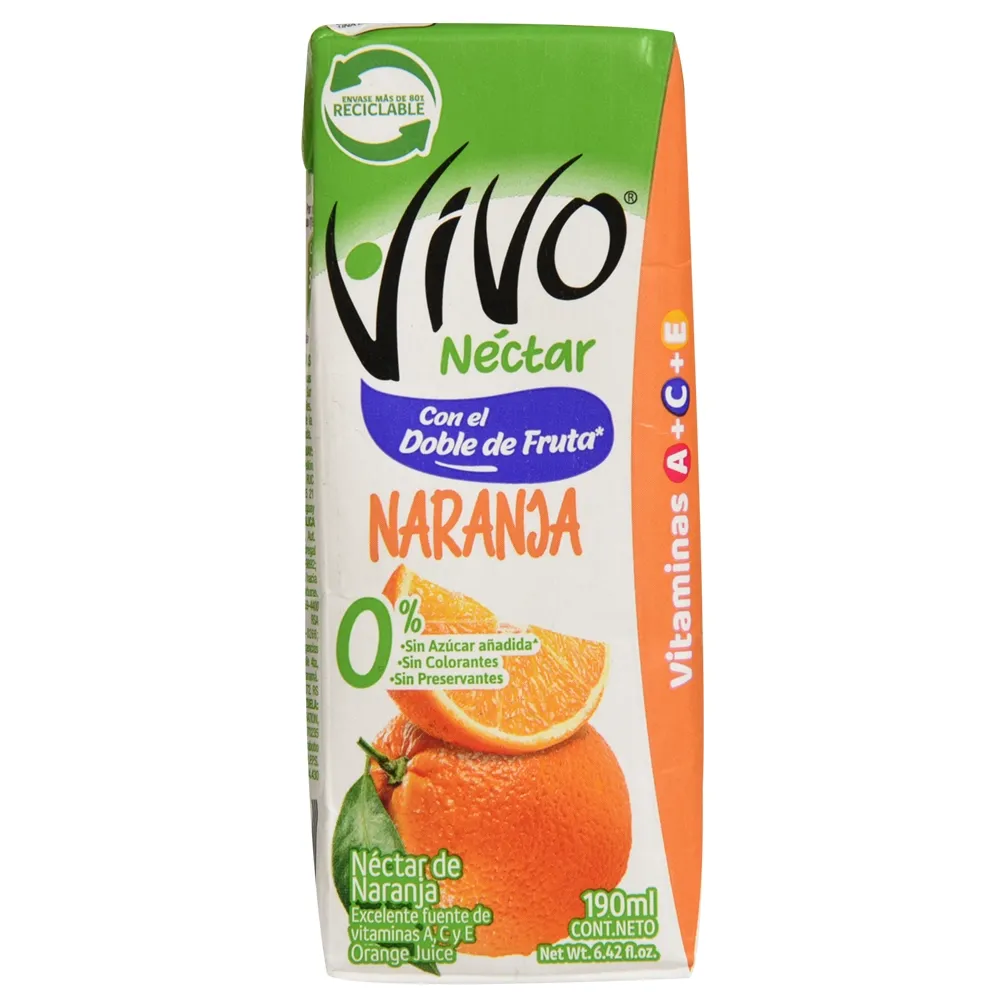 ENVASE MÁS DE 80%
RECICLABLE
ViVo®
Néctar
Con el
Doble de Fruta*
NARANJA
0%
•Sin Azúcar añadida*
•Sin Colorantes
•Sin Preservantes
Vitaminas A+C+E
Néctar de
Naranja
Excelente fuente de
vitaminas A, C y E
Orange Juice
190ml
CONT.NETO
Net Wt. 6.42 fl.oz.